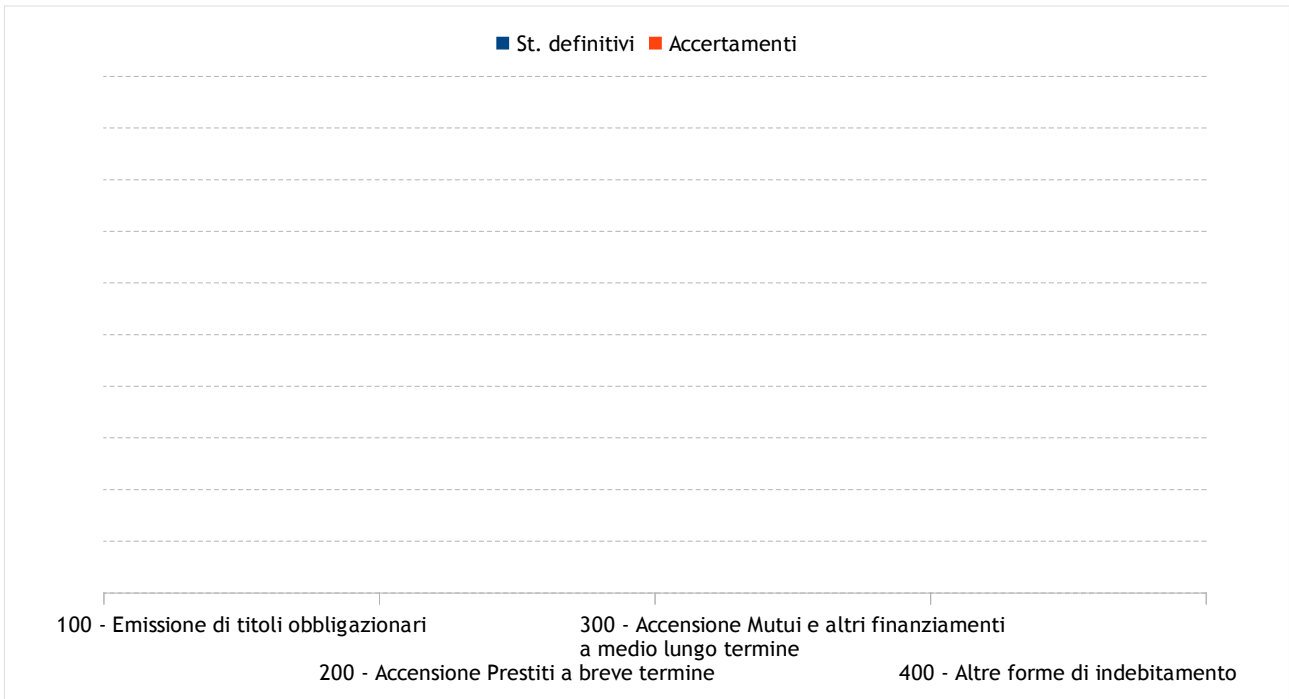 St. definitivi Accertamenti
100 - Emissione di titoli obbligazionari
200 - Accensione Prestiti a breve termine
300 - Accensione Mutui e altri finanziamenti
a medio lungo termine
400 - Altre forme di indebitamento